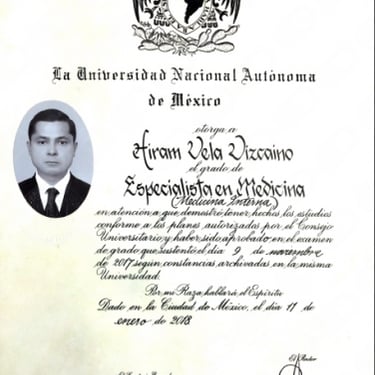 La Universidad Nacional Autónoma
de México
otorga a
Hiram Vela Vizcaino
el grado de
Especialista en Medicina
(Medicina Interna)
en atención a que demostró tener hechos los estudios
conforme a los planes autorizados por el Consejo
Universitario y haber sido aprobado en el examen
de grado que sustentó el día 9 de noviembre
de 2017 según constancias archivadas en la misma
Universidad.
Por mi Raza hablará el Espíritu
Dado en la Ciudad de México, el día 11 de
enero de 2018
El Rector